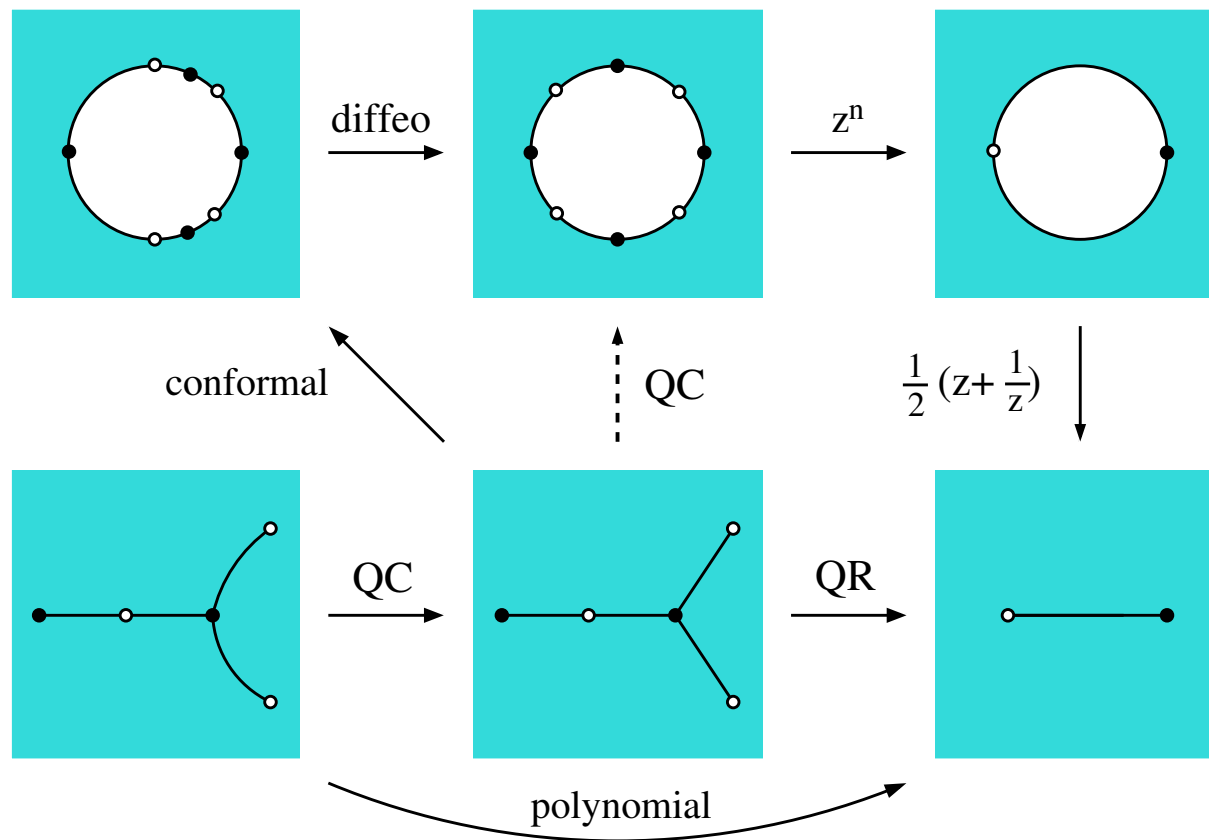 diffeo
zⁿ
conformal
QC
1/2 (z+ 1/z)
QC
QR
polynomial